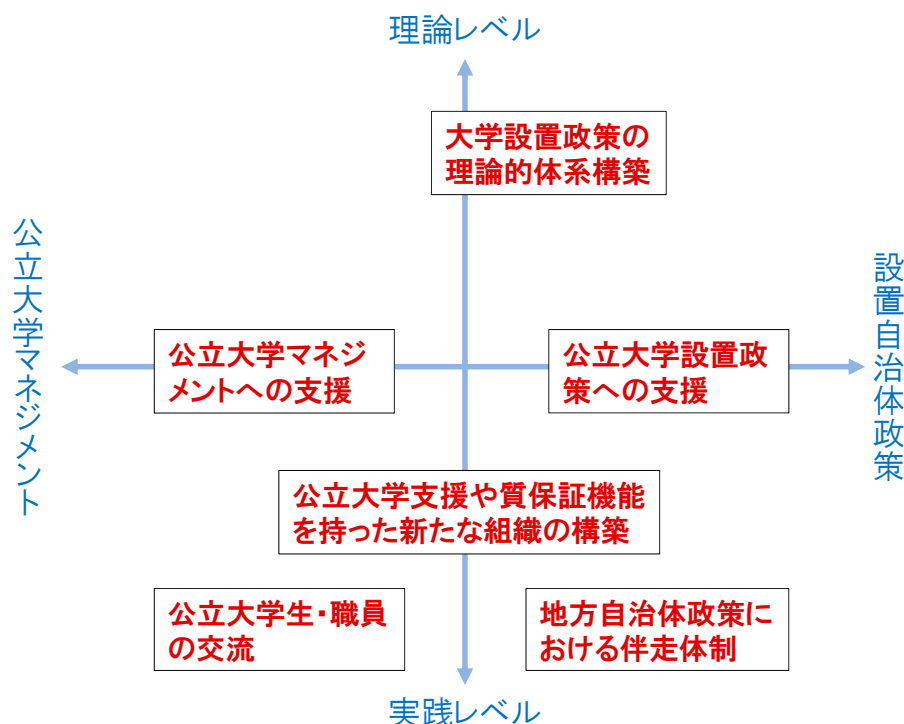 理論レベル
大学設置政策の
理論的体系構築
公立大学マネジメント
公立大学マネジ
メントへの支援
公立大学設置政
策への支援
設置自治体政策
公立大学支援や質保証機能
を持った新たな組織の構築
公立大学生・職員
の交流
地方自治体政策に
おける伴走体制
実践レベル